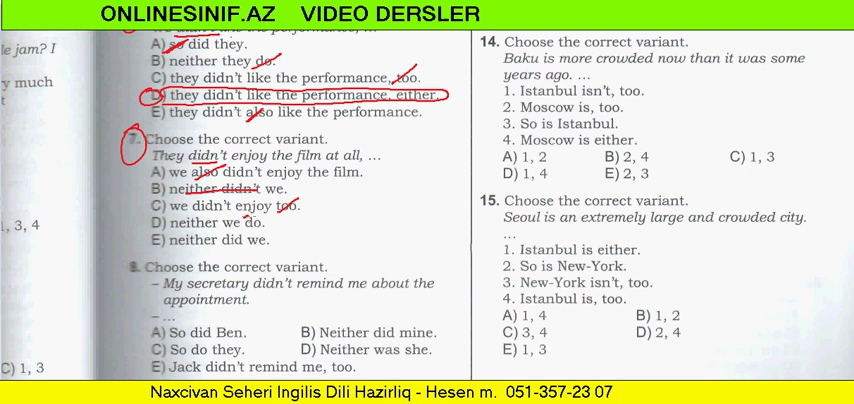 ONLINESINIF.AZ VIDEO DERSLER
le jam? I
y much
t
1, 3, 4
C) 1, 3
A) so did they.
B) neither they do.
C) they didn't like the performance, too.
D) they didn't like the performance, either.
E) they didn't also like the performance.
7. Choose the correct variant.
They didn't enjoy the film at all, ...
A) we also didn't enjoy the film.
B) neither didn't we.
C) we didn't enjoy too.
D) neither we do.
E) neither did we.
8. Choose the correct variant.
– My secretary didn't remind me about the
appointment.
– ...
A) So did Ben. B) Neither did mine.
C) So do they. D) Neither was she.
E) Jack didn't remind me, too.
14. Choose the correct variant.
Baku is more crowded now than it was some
years ago. ...
1. Istanbul isn't, too.
2. Moscow is, too.
3. So is Istanbul.
4. Moscow is either.
A) 1, 2 B) 2, 4 C) 1, 3
D) 1, 4 E) 2, 3
15. Choose the correct variant.
Seoul is an extremely large and crowded city.
...
1. Istanbul is either.
2. So is New-York.
3. New-York isn't, too.
4. Istanbul is, too.
A) 1, 4 B) 1, 2
C) 3, 4 D) 2, 4
E) 1, 3
Naxcivan Seheri Ingilis Dili Hazirliq - Hesen m. 051-357-23 07